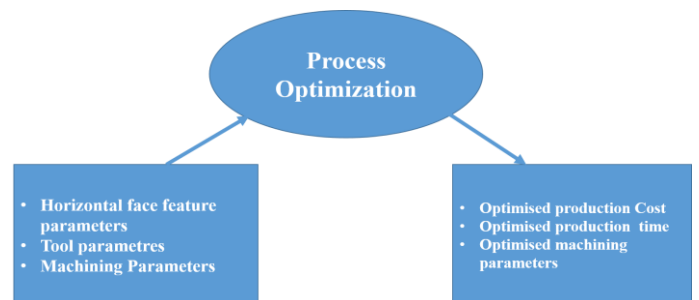 Process
Optimization
• Horizontal face feature
parameters
• Tool parametres
• Machining Parameters
• Optimised production Cost
• Optimised production time
• Optimised machining
parameters